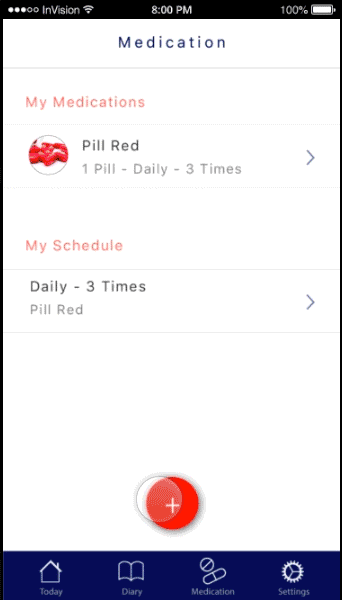 InVision 8:00 PM 100%
Medication
My Medications
Pill Red
1 Pill - Daily - 3 Times
My Schedule
Daily - 3 Times
Pill Red
+
Today Diary Medication Settings